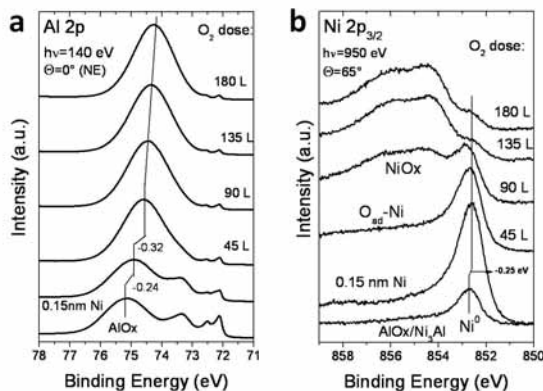 a
Al 2p
O₂ dose:
hν=140 eV
Θ=0° (NE)
180 L
135 L
90 L
45 L
-0.32
-0.24
0.15nm Ni
AlOx
Intensity (a.u.)
78 77 76 75 74 73 72 71
Binding Energy (eV)
b
Ni 2p₃/₂
hν=950 eV
O₂ dose:
Θ=65°
180 L
135 L
NiOx
90 L
Oad-Ni
45 L
-0.25 eV
0.15 nm Ni
AlOx/Ni₃Al
Ni⁰
Intensity (a.u.)
858 856 854 852 850
Binding Energy (eV)